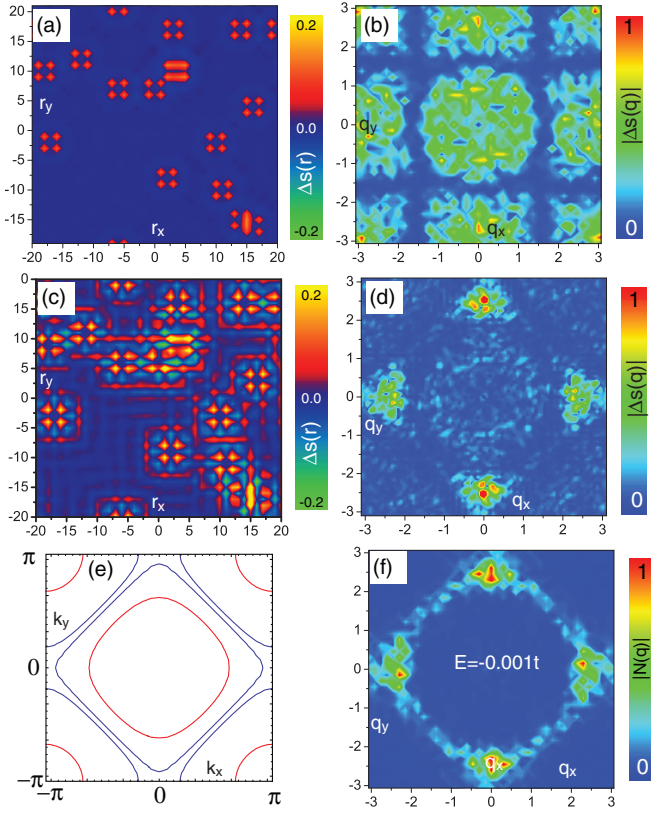 (a)
20
15
10
5
0
-5
-10
-15
r_y
r_x
-20 -15 -10 -5 0 5 10 15 20
0.2
0.0
-0.2
Δs(r)
(b)
3
2
1
0
-1
-2
-3
q_y
q_x
-3 -2 -1 0 1 2 3
1
0
|Δs(q)|
(c)
0
15
10
5
0
-5
-10
-15
-20
r_y
r_x
-20 -15 -10 -5 0 5 10 15 20
0.2
0.0
-0.2
Δs(r)
(d)
3
2
1
0
-1
-2
-3
q_y
q_x
-3 -2 -1 0 1 2 3
1
0
|Δs(q)|
(e)
π
k_y
0
-π
k_x
-π 0 π
(f)
3
2
1
0
-1
-2
-3
E=-0.001t
q_y
q_x
q_x
-3 -2 -1 0 1 2 3
1
0
|N(q)|